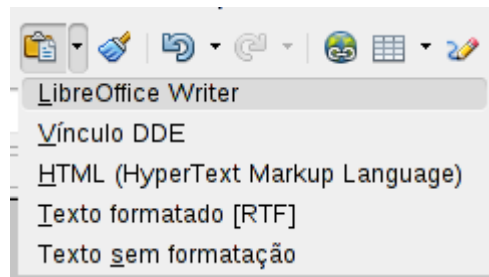 LibreOffice Writer
Vínculo DDE
HTML (HyperText Markup Language)
Texto formatado [RTF]
Texto sem formatação